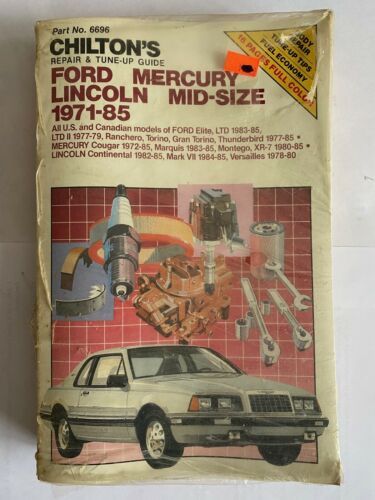 Part No. 6696
CHILTON'S
REPAIR & TUNE-UP GUIDE
FORD MERCURY
LINCOLN MID-SIZE
1971-85
All U.S. and Canadian models of FORD Elite, LTD 1983-85,
LTD II 1977-79, Ranchero, Torino, Gran Torino, Thunderbird 1977-85 •
MERCURY Cougar 1972-85, Marquis 1983-85, Montego, XR-7 1980-85 •
LINCOLN Continental 1982-85, Mark VII 1984-85, Versailles 1978-80
BODY
REPAIR
TUNE-UP TIPS
FUEL ECONOMY
16 PAGES FULL COLOR